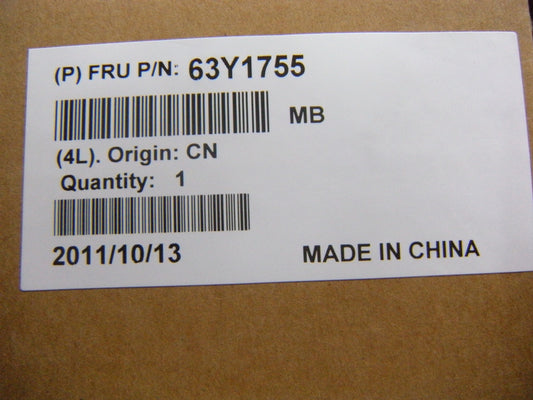 (P) FRU P/N: 63Y1755
MB
(4L). Origin: CN
Quantity: 1
2011/10/13 MADE IN CHINA